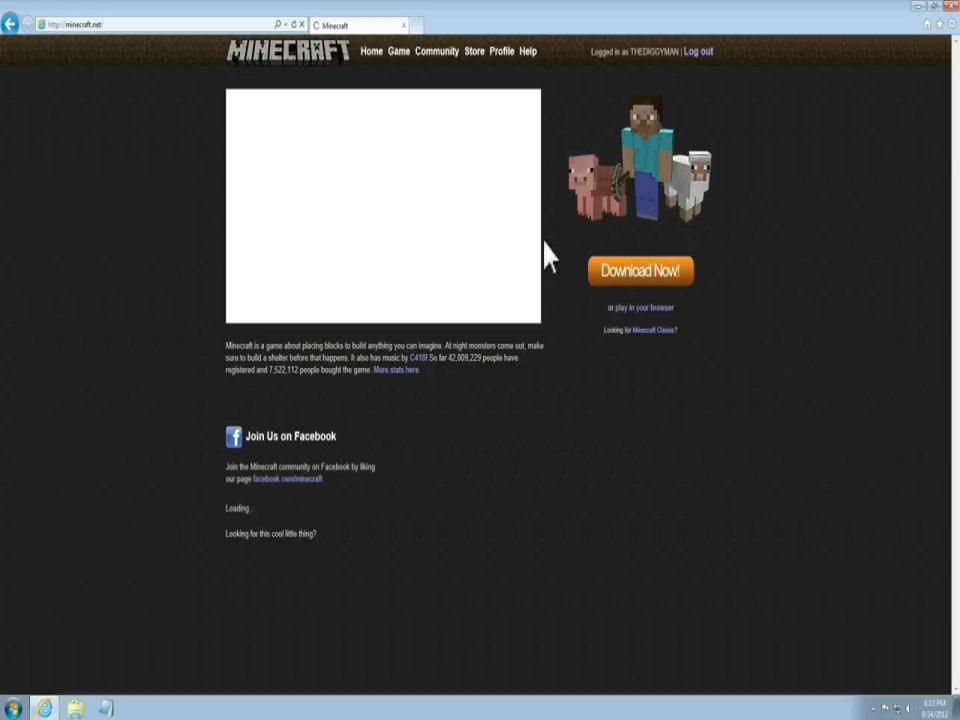 http://minecraft.net/
Minecraft
MINECRAFT
Home Game Community Store Profile Help
Logged in as THEDIGGYMAN | Log out
Download Now!
or play in your browser
Looking for Minecraft Classic?
Minecraft is a game about placing blocks to build anything you can imagine. At night monsters come out, make
sure to build a shelter before that happens. It also has music by C418! So far 42,009,229 people have
registered and 7,522,112 people bought the game. More stats here.
Join Us on Facebook
Join the Minecraft community on Facebook by liking
our page facebook.com/minecraft
Loading...
Looking for this cool little thing?
6:13 PM
9/24/2012